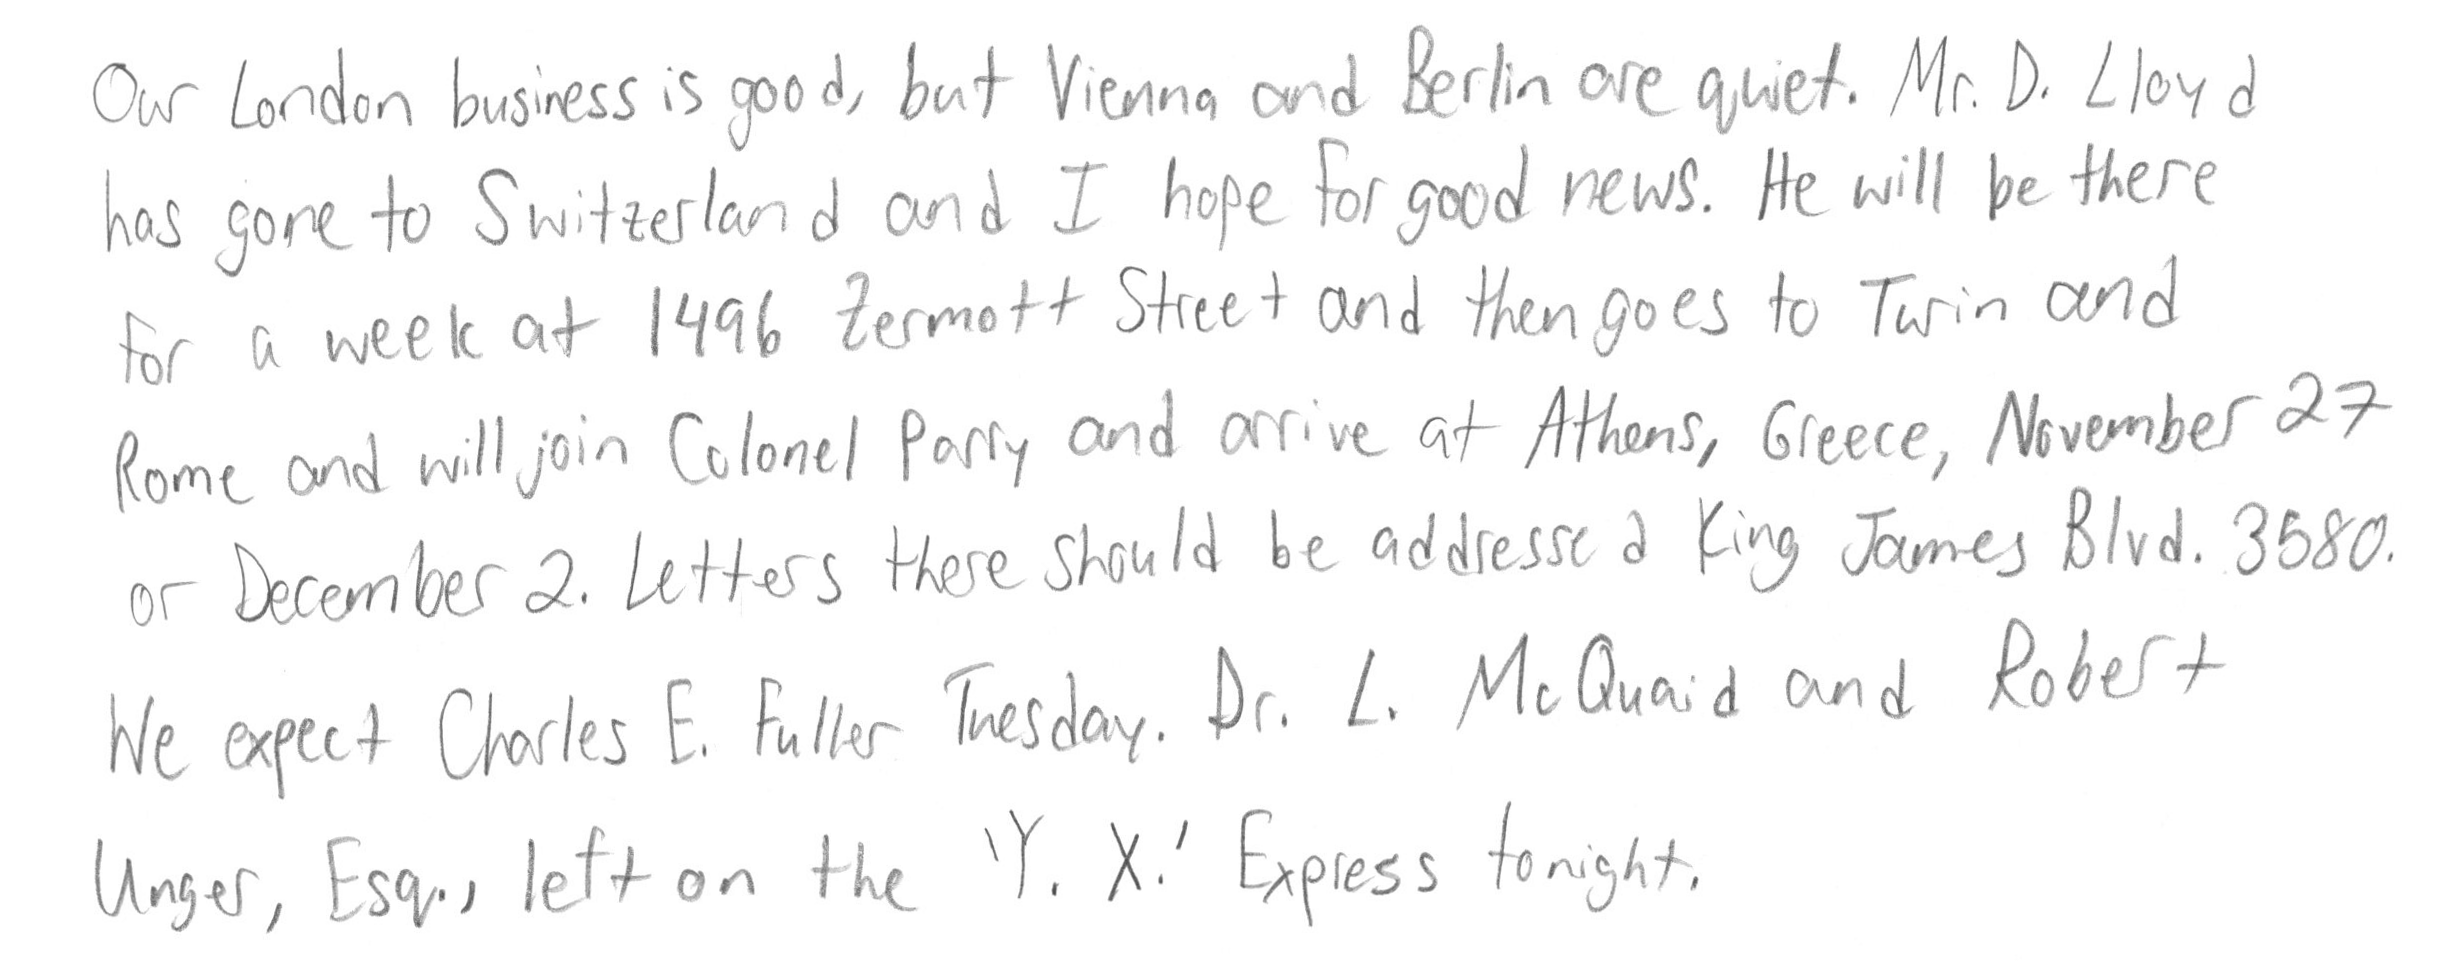 Our London business is good, but Vienna and Berlin are quiet. Mr. D. Lloyd
has gone to Switzerland and I hope for good news. He will be there
for a week at 1496 Zermott Street and then goes to Turin and
Rome and will join Colonel Parry and arrive at Athens, Greece, November 27
or December 2. Letters there should be addressed King James Blvd. 3580.
We expect Charles E. Fuller Tuesday. Dr. L. McQuaid and Robert
Unger, Esq., left on the 'Y. X.' Express tonight.